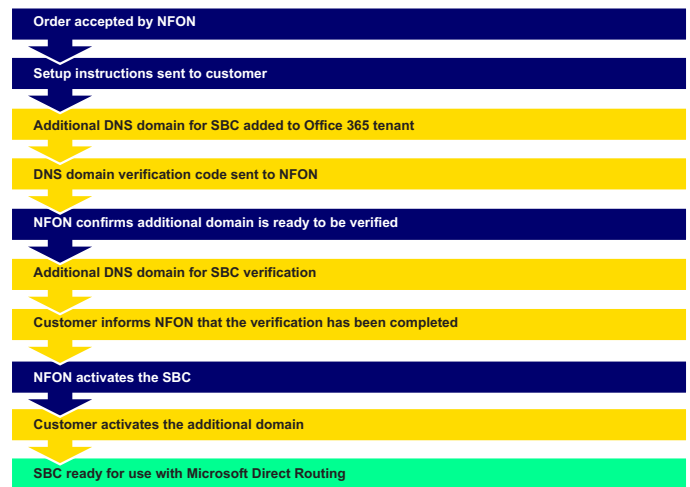 Order accepted by NFON
Setup instructions sent to customer
Additional DNS domain for SBC added to Office 365 tenant
DNS domain verification code sent to NFON
NFON confirms additional domain is ready to be verified
Additional DNS domain for SBC verification
Customer informs NFON that the verification has been completed
NFON activates the SBC
Customer activates the additional domain
SBC ready for use with Microsoft Direct Routing